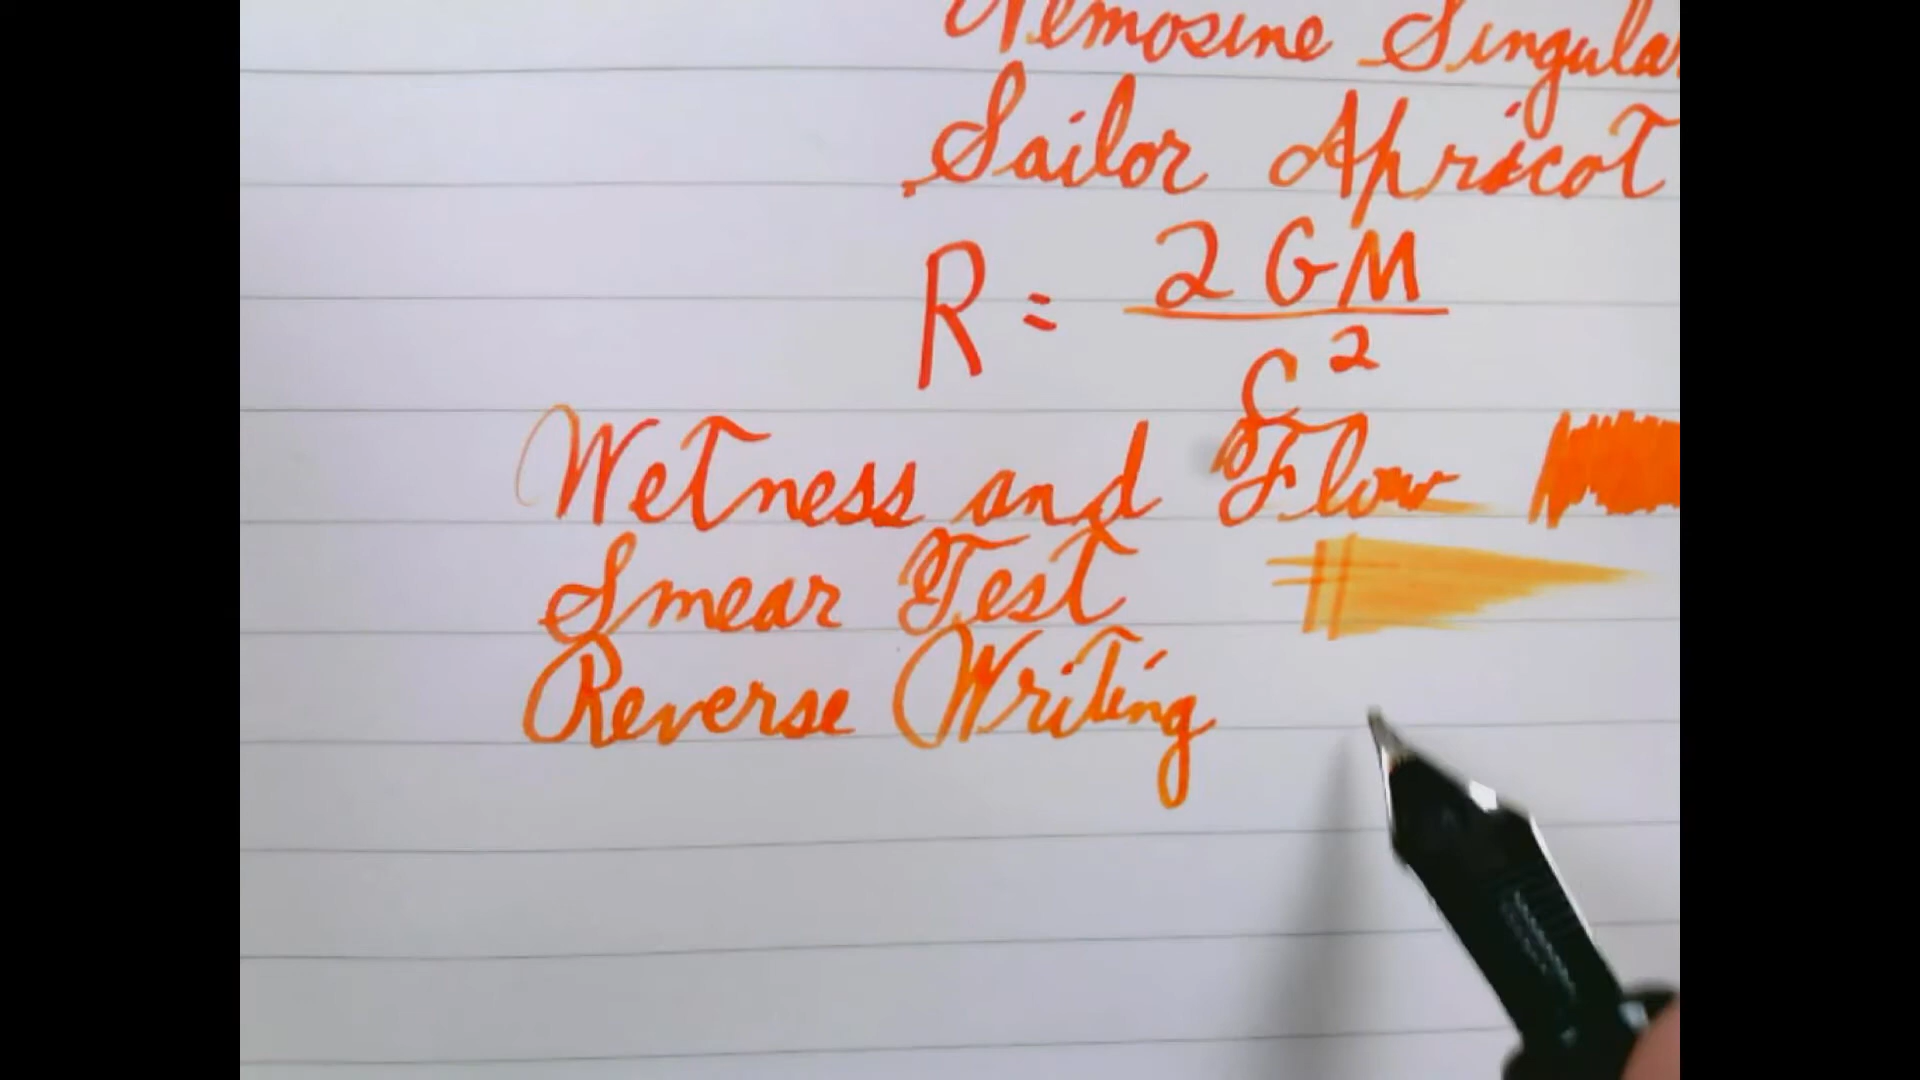 Nemosine Singular
Sailor Apricot
R = 2GM
c²
Wetness and Flow
Smear Test
Reverse Writing